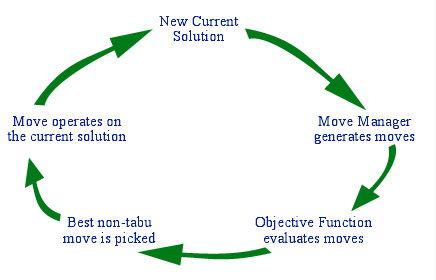 New Current
Solution
Move Manager
generates moves
Objective Function
evaluates moves
Best non-tabu
move is picked
Move operates on
the current solution